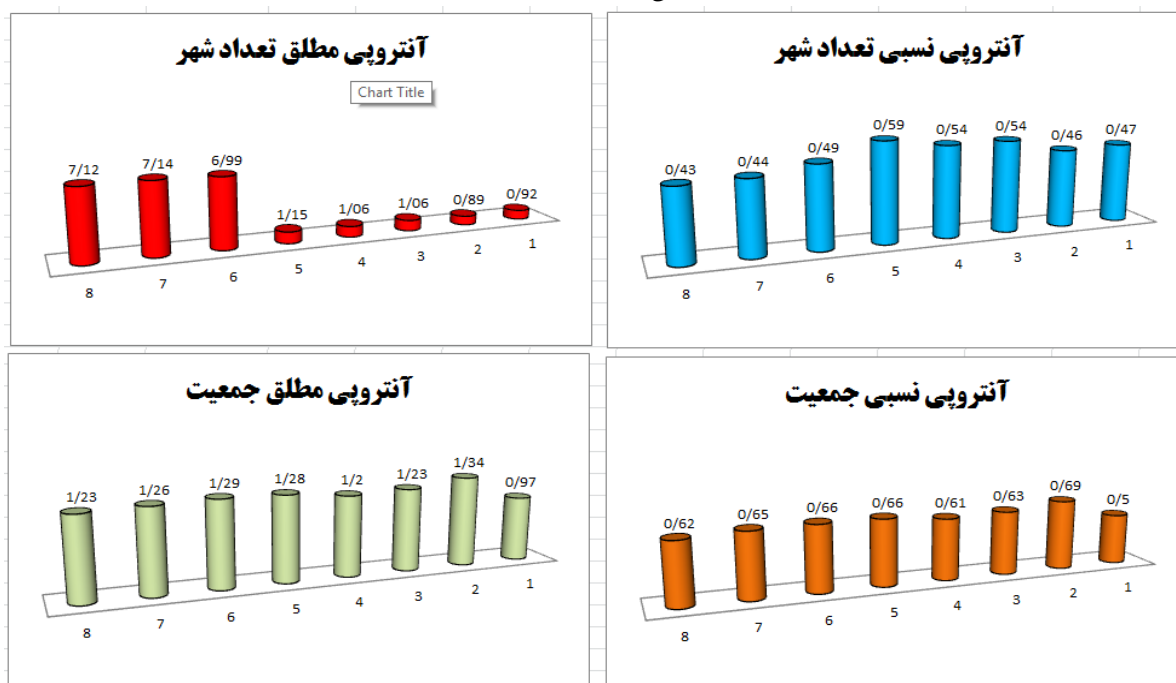 آنتروپی مطلق تعداد شهر
Chart Title
7/12 7/14 6/99 1/15 1/06 1/06 0/89 0/92
8 7 6 5 4 3 2 1
آنتروپی نسبی تعداد شهر
0/43 0/44 0/49 0/59 0/54 0/54 0/46 0/47
8 7 6 5 4 3 2 1
آنتروپی مطلق جمعیت
1/23 1/26 1/29 1/28 1/2 1/23 1/34 0/97
8 7 6 5 4 3 2 1
آنتروپی نسبی جمعیت
0/62 0/65 0/66 0/66 0/61 0/63 0/69 0/5
8 7 6 5 4 3 2 1